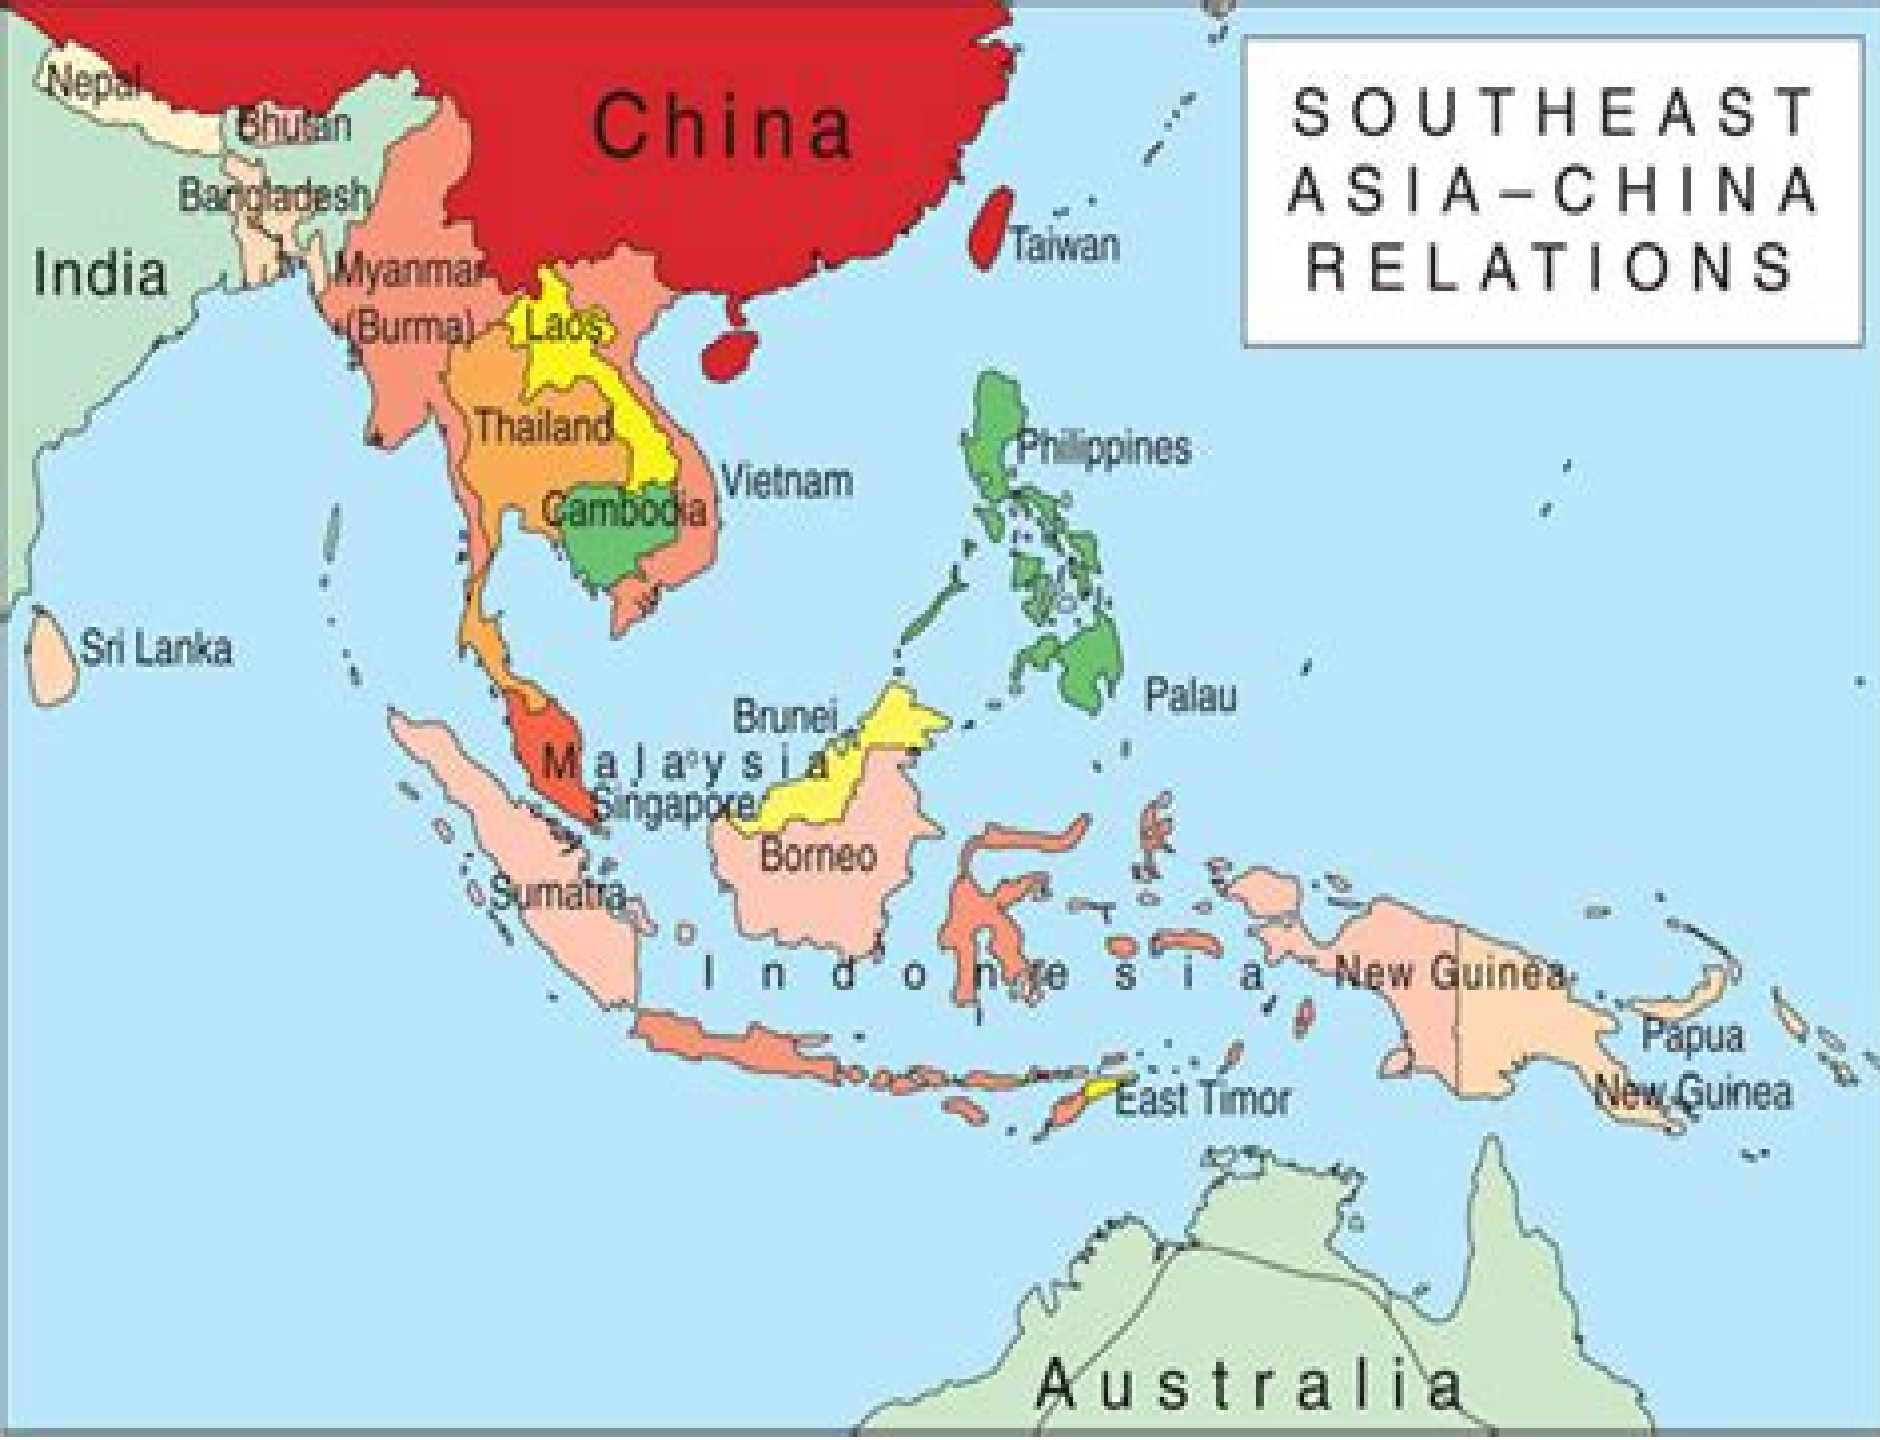 SOUTHEAST
ASIA–CHINA
RELATIONS
Nepal
China
Bhutan
Bangladesh
Taiwan
India
Myanmar
(Burma)
Laos
Thailand
Philippines
Vietnam
Cambodia
Sri Lanka
Palau
Brunei
Malaysia
Singapore
Borneo
Sumatra
Indonesia
New Guinea
Papua
New Guinea
East Timor
Australia